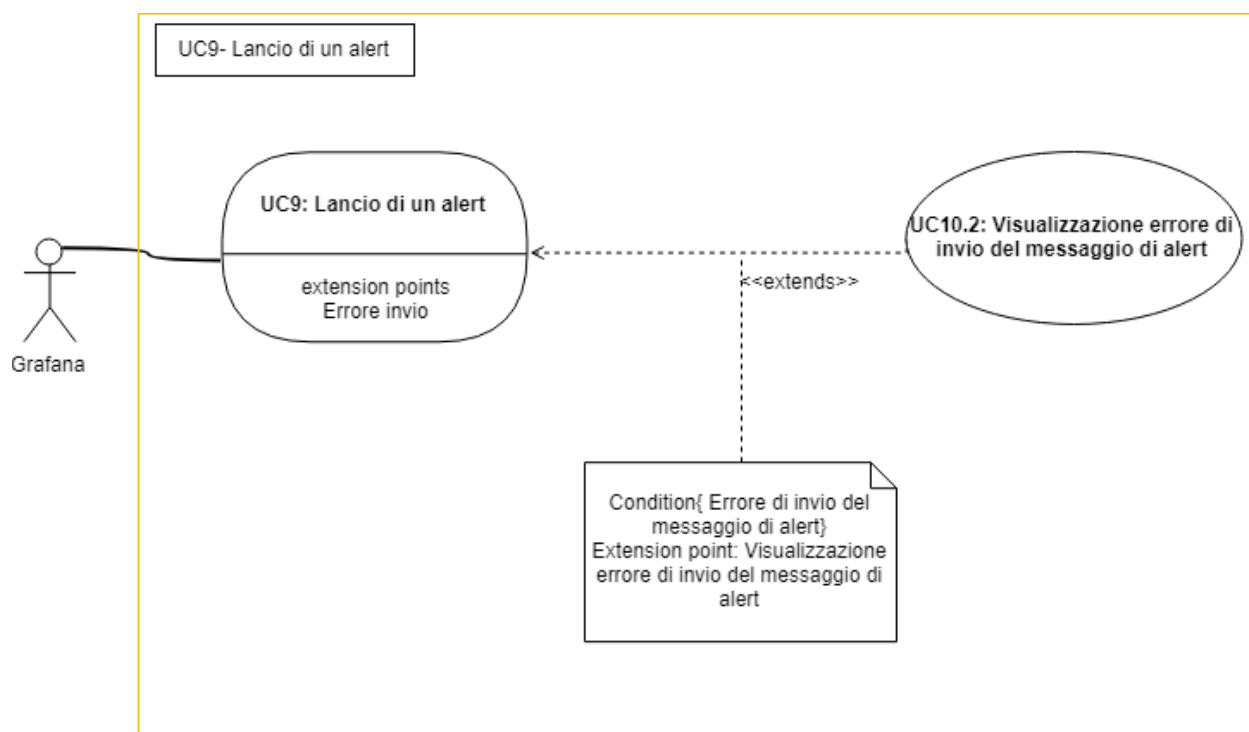 UC9- Lancio di un alert
UC9: Lancio di un alert
extension points
Errore invio
Grafana
<<extends>>
UC10.2: Visualizzazione errore di
invio del messaggio di alert
Condition{ Errore di invio del
messaggio di alert}
Extension point: Visualizzazione
errore di invio del messaggio di
alert